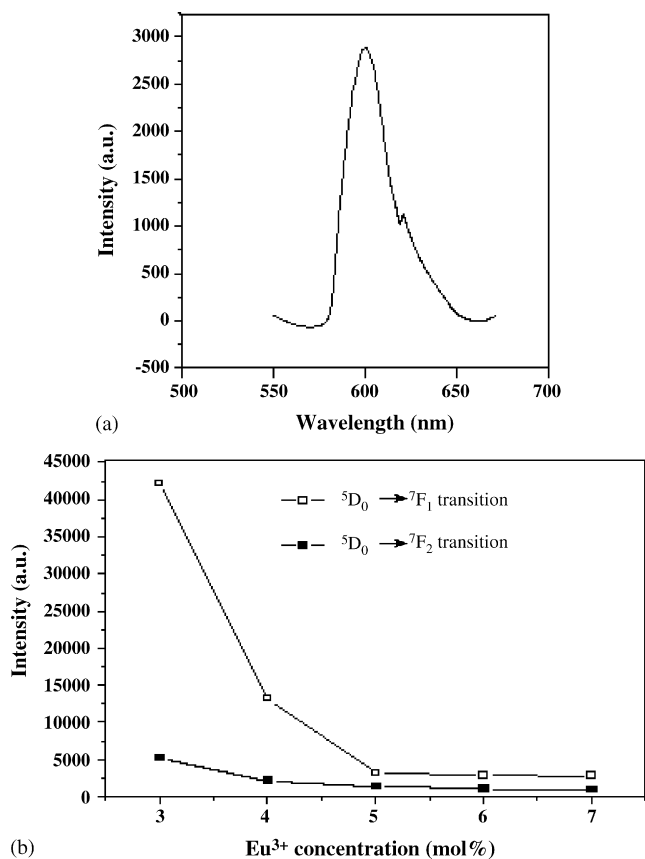 3000
2500
2000
1500
1000
500
0
-500
Intensity (a.u.)
500 550 600 650 700
Wavelength (nm)
(a)
45000
40000
35000
30000
25000
20000
15000
10000
5000
0
Intensity (a.u.)
⁵D₀ → ⁷F₁ transition
⁵D₀ → ⁷F₂ transition
3 4 5 6 7
Eu³⁺ concentration (mol%)
(b)